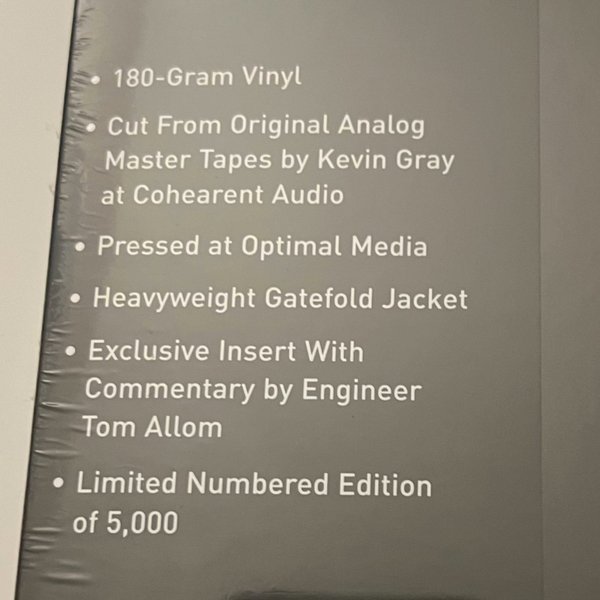 • 180-Gram Vinyl
• Cut From Original Analog
Master Tapes by Kevin Gray
at Cohearent Audio
• Pressed at Optimal Media
• Heavyweight Gatefold Jacket
• Exclusive Insert With
Commentary by Engineer
Tom Allom
• Limited Numbered Edition
of 5,000